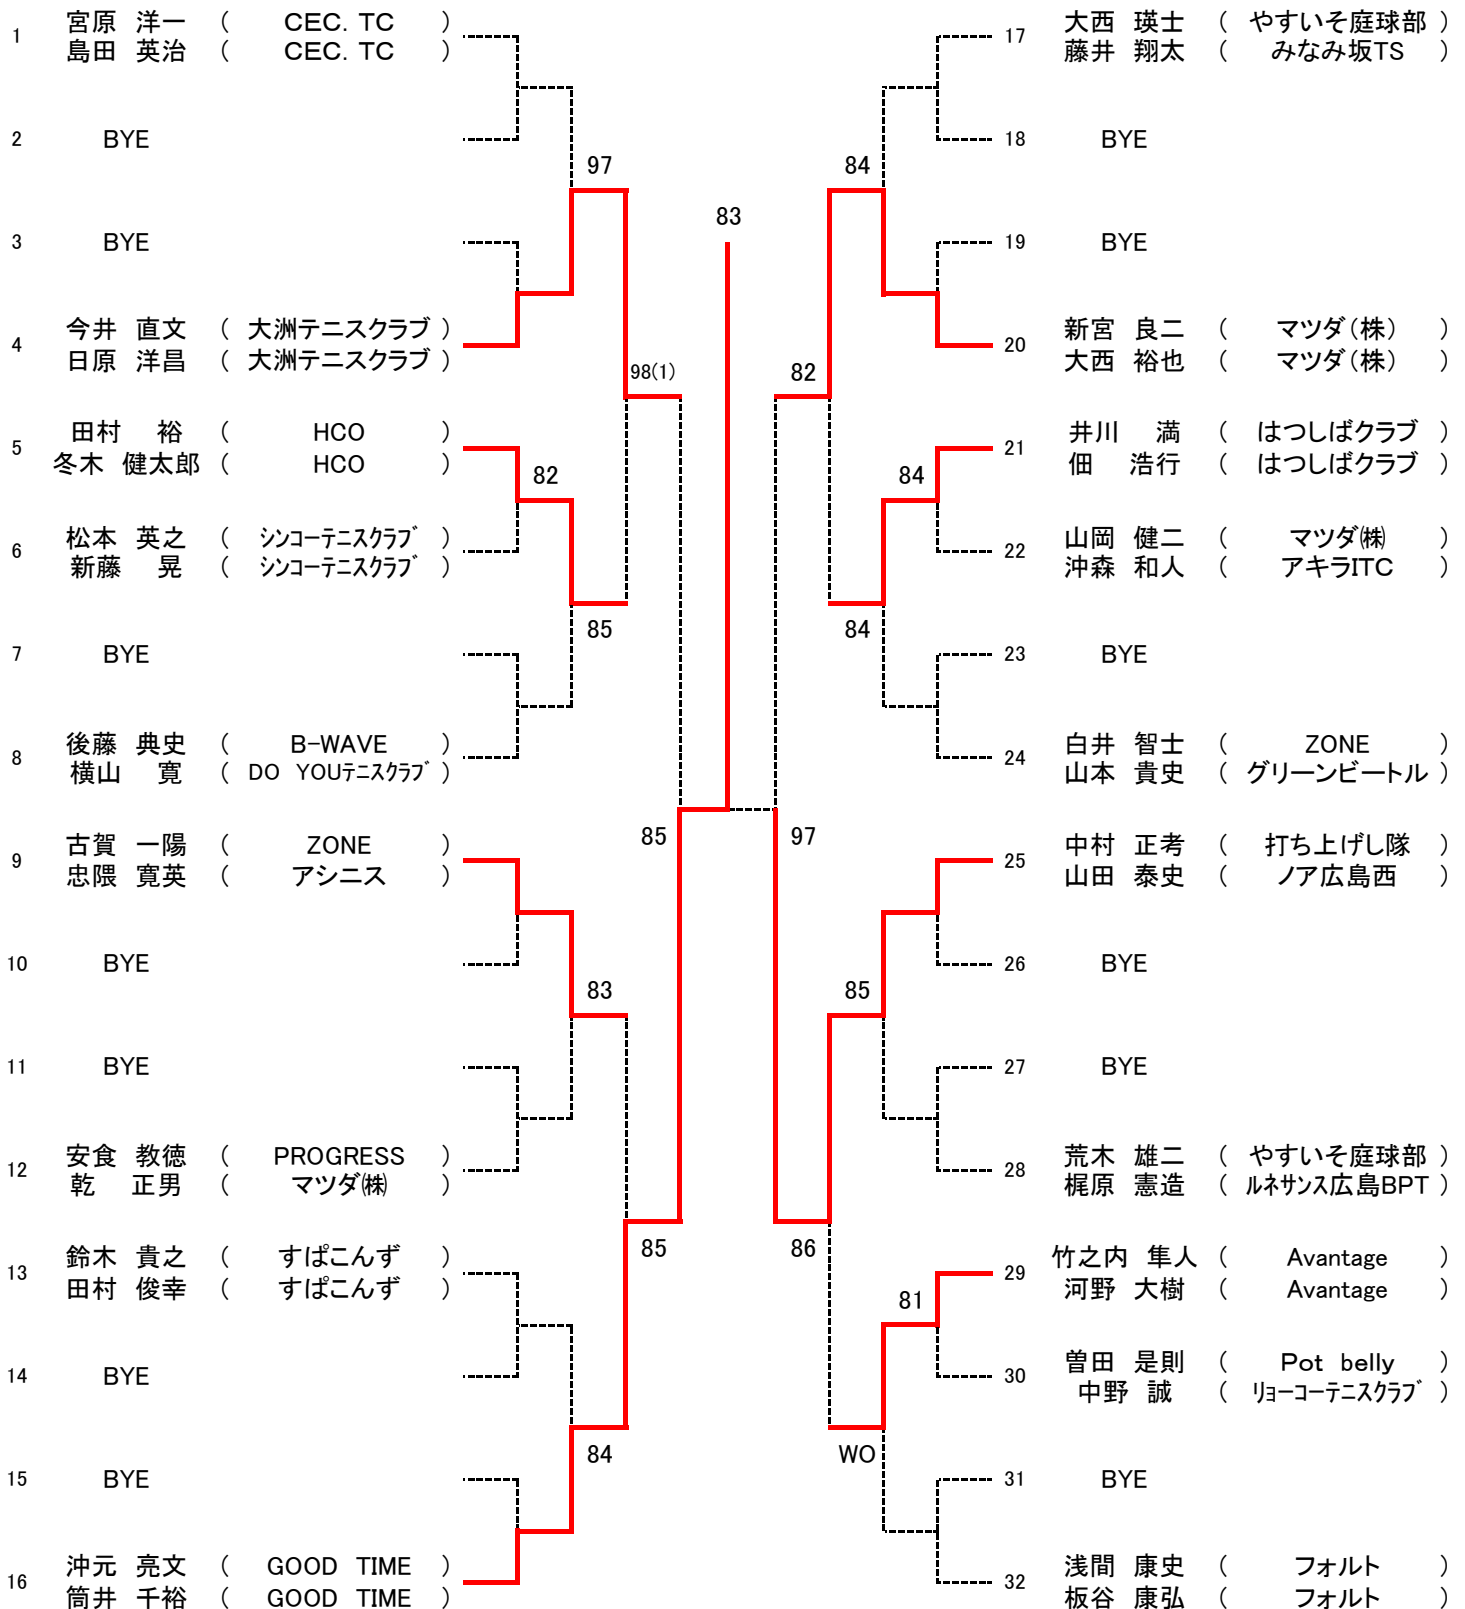 1 宮原 洋一 ( CEC. TC )
島田 英治 ( CEC. TC )
2 BYE
97
3 BYE
4 今井 直文 ( 大洲テニスクラブ )
日原 洋昌 ( 大洲テニスクラブ )
98(1)
5 田村 裕 ( HCO )
冬木 健太郎 ( HCO )
82
6 松本 英之 ( シンコーテニスクラブ )
新藤 晃 ( シンコーテニスクラブ )
85
7 BYE
8 後藤 典史 ( B-WAVE )
横山 寛 ( DO YOUテニスクラブ )
85
9 古賀 一陽 ( ZONE )
忠隈 寛英 ( アシニス )
10 BYE
83
11 BYE
12 安食 教徳 ( PROGRESS )
乾 正男 ( マツダ㈱ )
85
13 鈴木 貴之 ( すぱこんず )
田村 俊幸 ( すぱこんず )
14 BYE
84
15 BYE
16 沖元 亮文 ( GOOD TIME )
筒井 千裕 ( GOOD TIME )
83
17 大西 瑛士 ( やすいそ庭球部 )
藤井 翔太 ( みなみ坂TS )
18 BYE
84
19 BYE
20 新宮 良二 ( マツダ(株) )
大西 裕也 ( マツダ(株) )
82
21 井川 満 ( はつしばクラブ )
佃 浩行 ( はつしばクラブ )
84
22 山岡 健二 ( マツダ㈱ )
沖森 和人 ( アキラITC )
84
23 BYE
24 白井 智士 ( ZONE )
山本 貴史 ( グリーンビートル )
97
25 中村 正考 ( 打ち上げし隊 )
山田 泰史 ( ノア広島西 )
26 BYE
85
27 BYE
28 荒木 雄二 ( やすいそ庭球部 )
梶原 憲造 ( ルネサンス広島BPT )
86
29 竹之内 隼人 ( Avantage )
河野 大樹 ( Avantage )
81
30 曽田 是則 ( Pot belly )
中野 誠 ( リョーコーテニスクラブ )
WO
31 BYE
32 浅間 康史 ( フォルト )
板谷 康弘 ( フォルト )